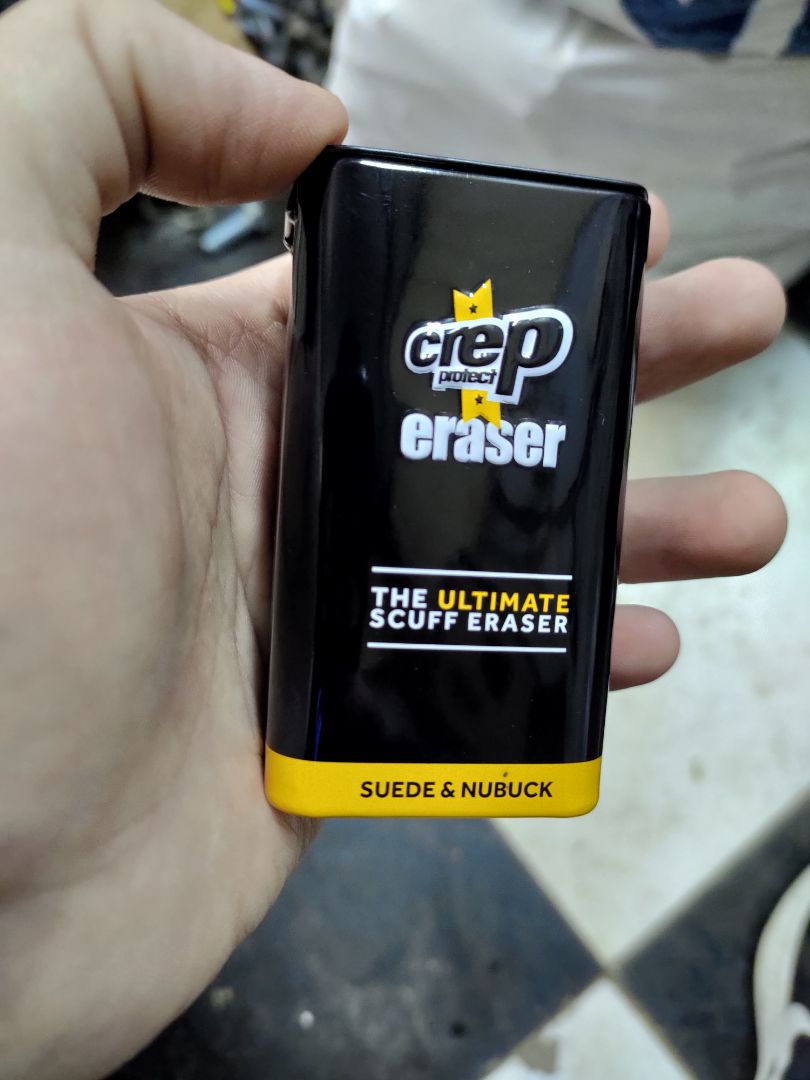 crep
protect
eraser
THE ULTIMATE
SCUFF ERASER
SUEDE & NUBUCK